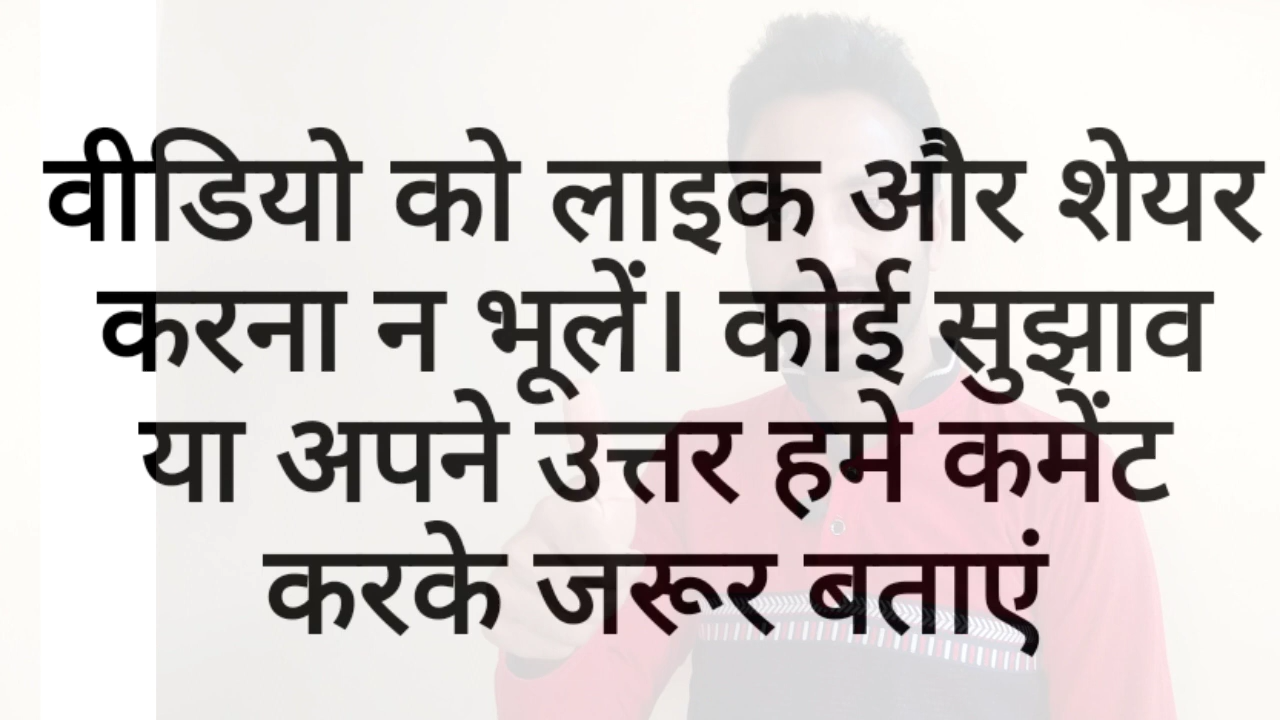 वीडियो को लाइक और शेयर
करना न भूलें। कोई सुझाव
या अपने उत्तर हमे कमेंट
करके जरूर बताएं